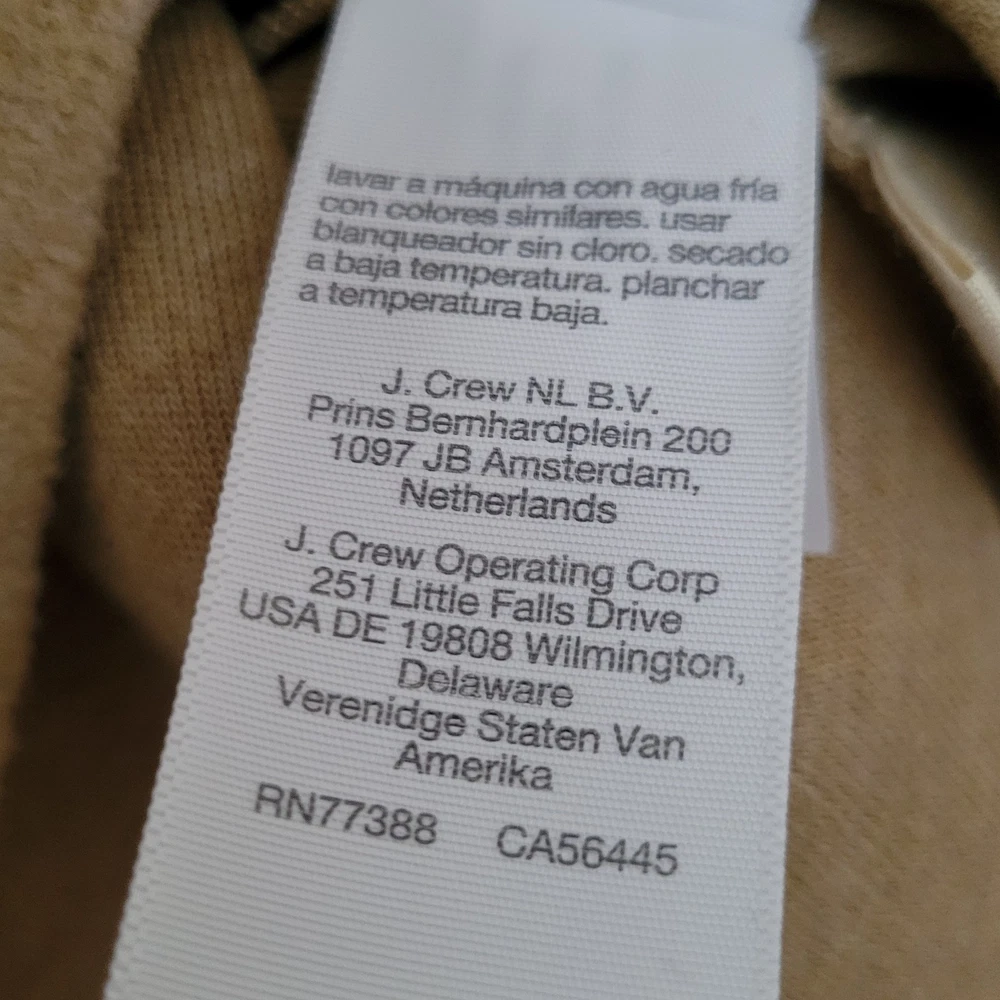 lavar a máquina con agua fría
con colores similares. usar
blanqueador sin cloro. secado
a baja temperatura. planchar
a temperatura baja.
J. Crew NL B.V.
Prins Bernhardplein 200
1097 JB Amsterdam,
Netherlands
J. Crew Operating Corp
251 Little Falls Drive
USA DE 19808 Wilmington,
Delaware
Verenidge Staten Van
Amerika
RN77388 CA56445